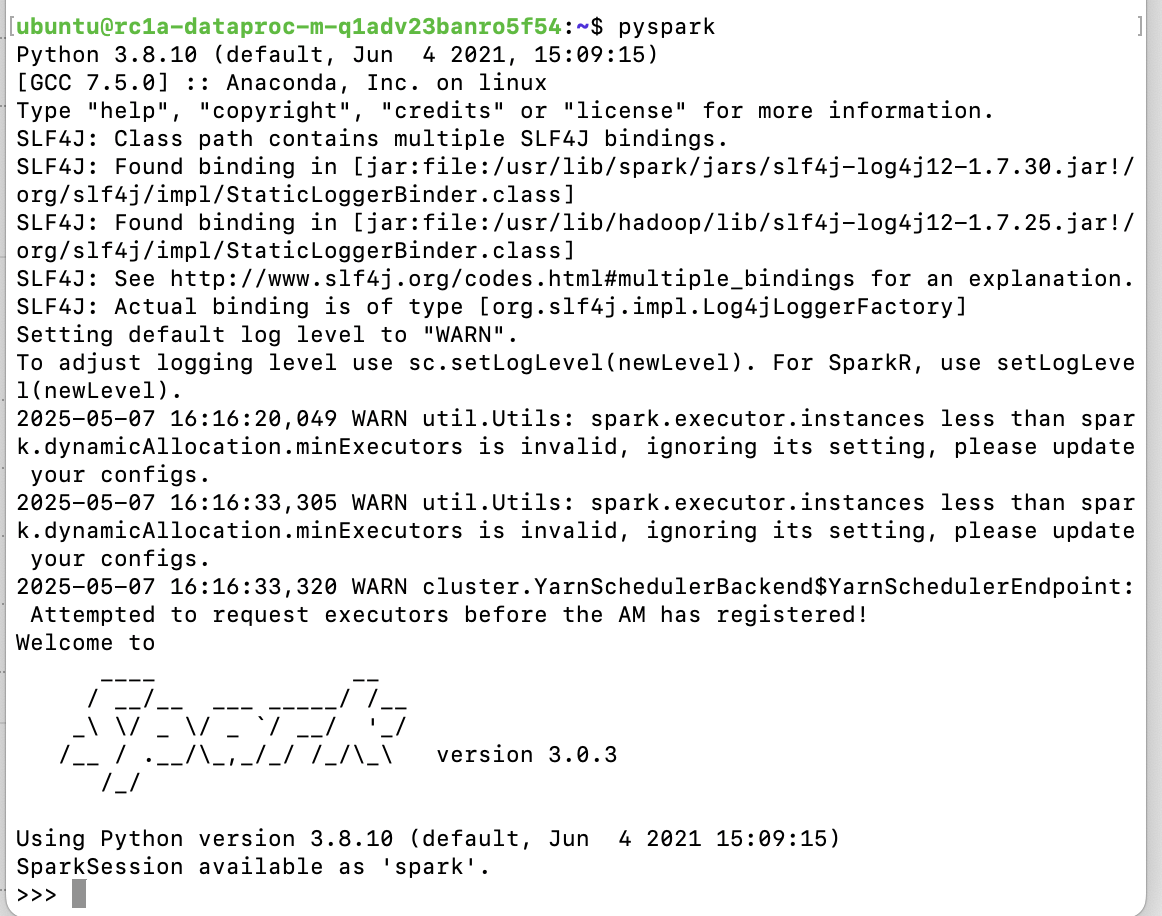 [ubuntu@rc1a-dataproc-m-q1adv23banro5f54:~$ pyspark ]
Python 3.8.10 (default, Jun  4 2021, 15:09:15)
[GCC 7.5.0] :: Anaconda, Inc. on linux
Type "help", "copyright", "credits" or "license" for more information.
SLF4J: Class path contains multiple SLF4J bindings.
SLF4J: Found binding in [jar:file:/usr/lib/spark/jars/slf4j-log4j12-1.7.30.jar!/
org/slf4j/impl/StaticLoggerBinder.class]
SLF4J: Found binding in [jar:file:/usr/lib/hadoop/lib/slf4j-log4j12-1.7.25.jar!/
org/slf4j/impl/StaticLoggerBinder.class]
SLF4J: See http://www.slf4j.org/codes.html#multiple_bindings for an explanation.
SLF4J: Actual binding is of type [org.slf4j.impl.Log4jLoggerFactory]
Setting default log level to "WARN".
To adjust logging level use sc.setLogLevel(newLevel). For SparkR, use setLogLeve
l(newLevel).
2025-05-07 16:16:20,049 WARN util.Utils: spark.executor.instances less than spar
k.dynamicAllocation.minExecutors is invalid, ignoring its setting, please update
 your configs.
2025-05-07 16:16:33,305 WARN util.Utils: spark.executor.instances less than spar
k.dynamicAllocation.minExecutors is invalid, ignoring its setting, please update
 your configs.
2025-05-07 16:16:33,320 WARN cluster.YarnSchedulerBackend$YarnSchedulerEndpoint:
 Attempted to request executors before the AM has registered!
Welcome to
      ____              __
     / __/__  ___ _____/ /__
    _\ \/ _ \/ _ `/ __/  '_/
   /__ / .__/\_,_/_/ /_/\_\   version 3.0.3
      /_/

Using Python version 3.8.10 (default, Jun  4 2021 15:09:15)
SparkSession available as 'spark'.
>>>